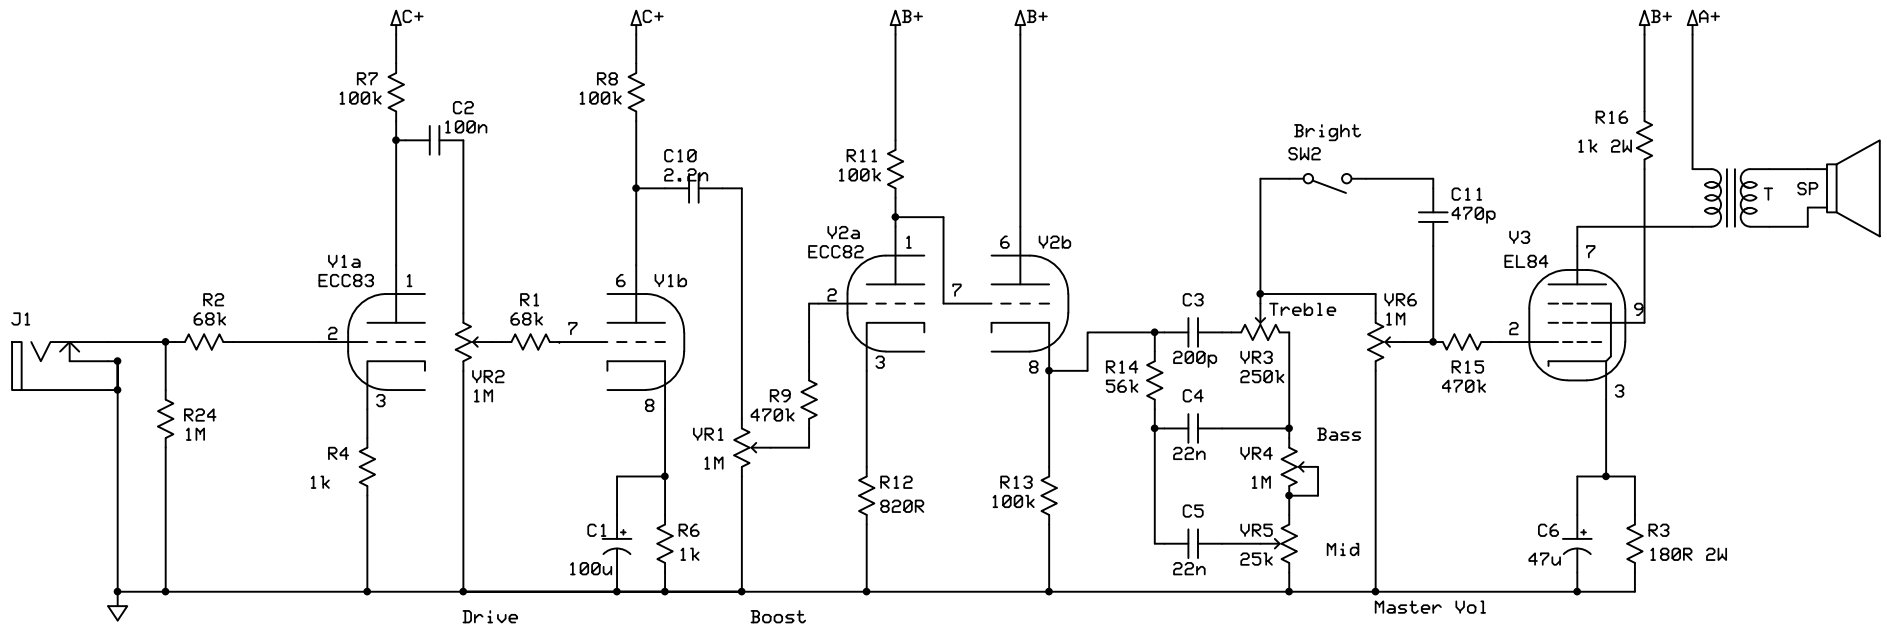 C+
C+
B+
B+
B+
A+
R7
100k
C2
100n
R8
100k
C10
2.2n
R11
100k
Bright
SW2
R16
1k 2W
C11
470p
T
SP
V1a
ECC83
1
6
V1b
V2a
ECC82
1
6
V2b
V3
EL84
7
9
J1
R2
68k
2
R1
68k
7
2
7
C3
200p
Treble
VR3
250k
VR6
1M
2
R15
470k
3
VR2
1M
8
3
8
R14
56k
3
R24
1M
R9
470k
C4
22n
R4
1k
VR1
1M
Bass
VR4
1M
R12
820R
R13
100k
C1
+
100u
R6
1k
C5
22n
VR5
25k
Mid
C6
+
47u
R3
180R 2W
Drive
Boost
Master Vol